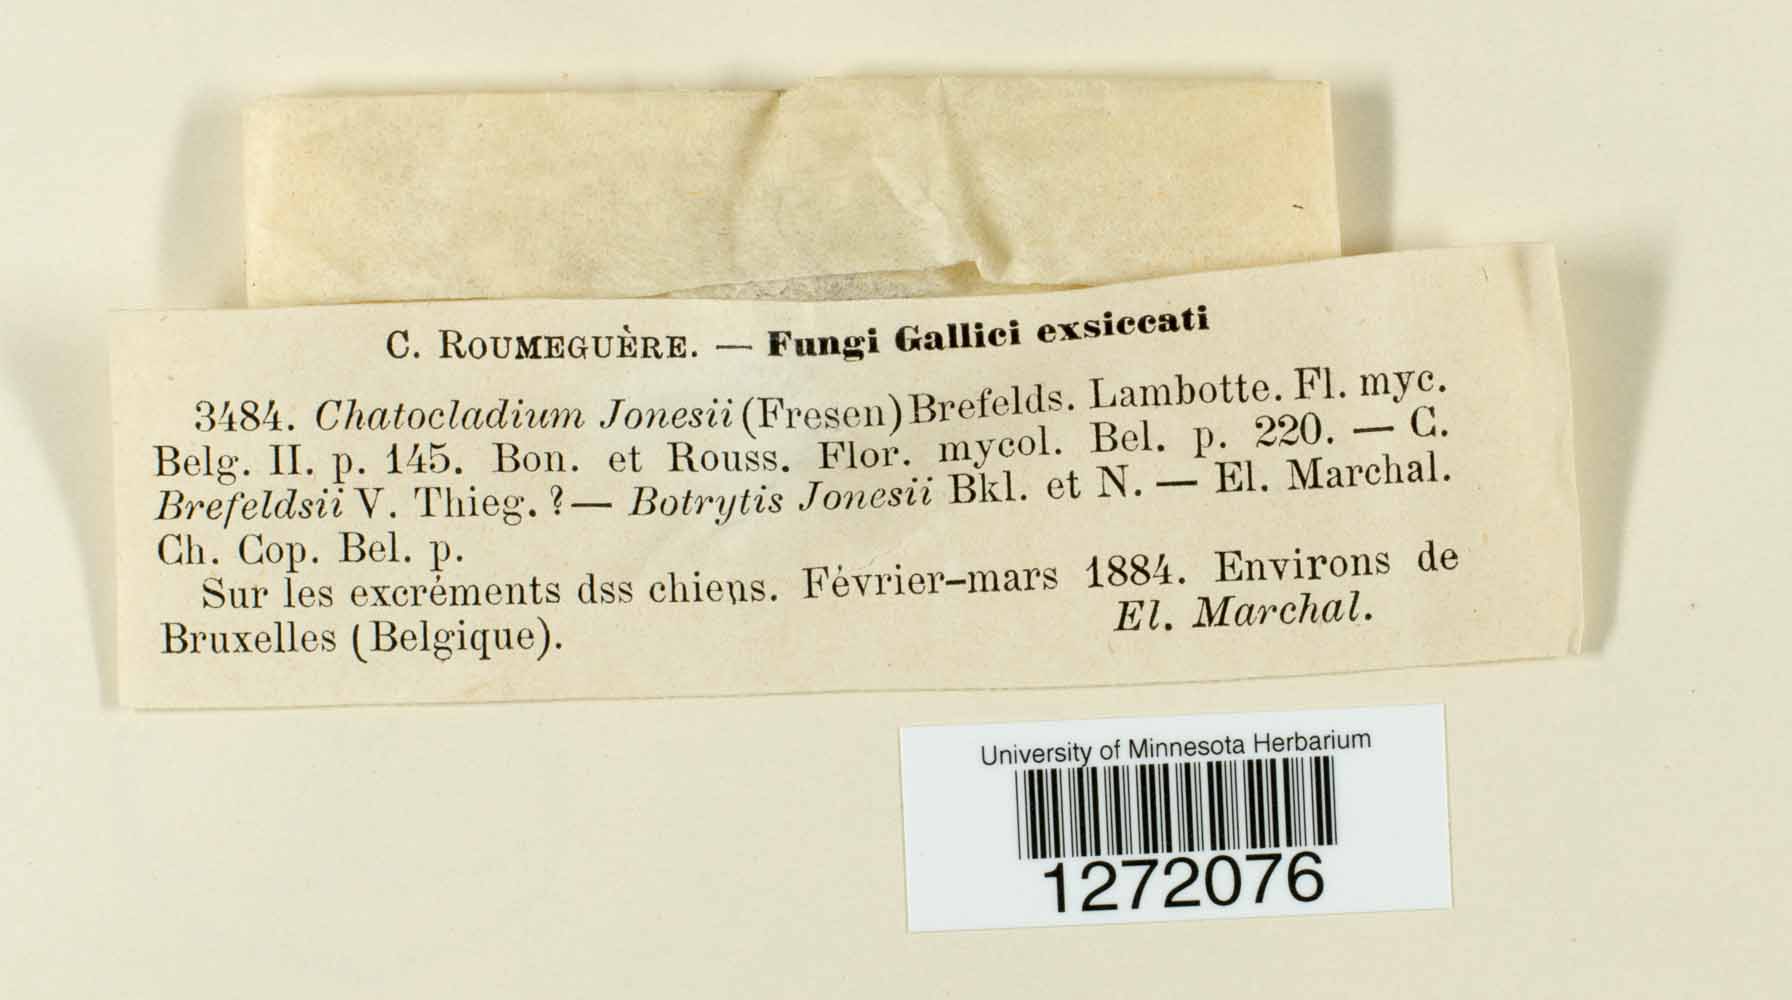 C. ROUMEGUÈRE. — Fungi Gallici exsiccati
3484. Chatocladium Jonesii (Fresen) Brefelds. Lambotte. Fl. myc.
Belg. II. p. 145. Bon. et Rouss. Flor. mycol. Bel. p. 220. — C.
Brefeldsii V. Thieg. ? — Botrytis Jonesii Bkl. et N. — El. Marchal.
Ch. Cop. Bel. p.
Sur les excréments dss chiens. Février-mars 1884. Environs de
Bruxelles (Belgique).
El. Marchal.
University of Minnesota Herbarium
1272076